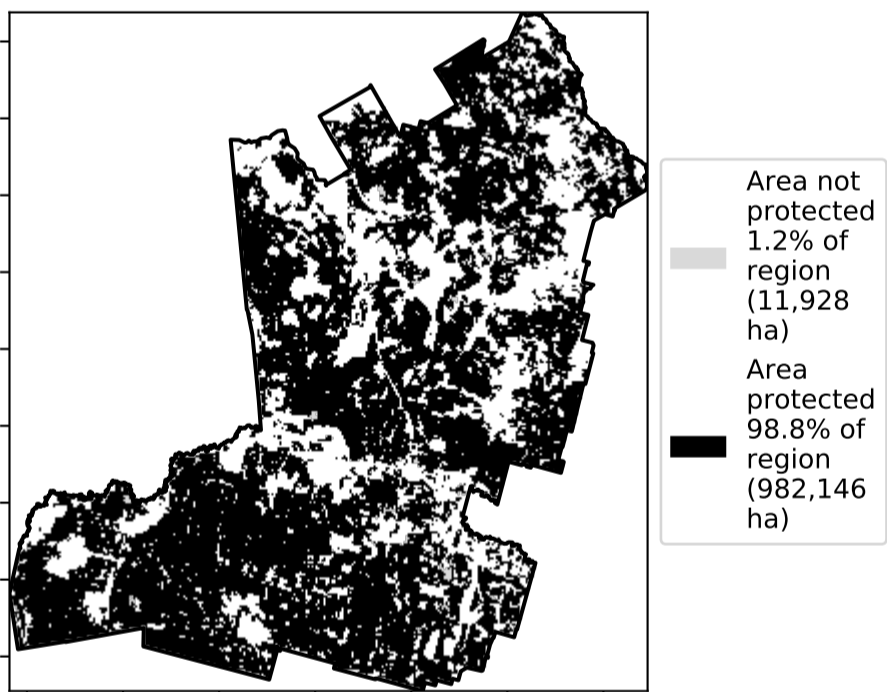 Area not
protected
1.2% of
region
(11,928
ha)
Area
protected
98.8% of
region
(982,146
ha)